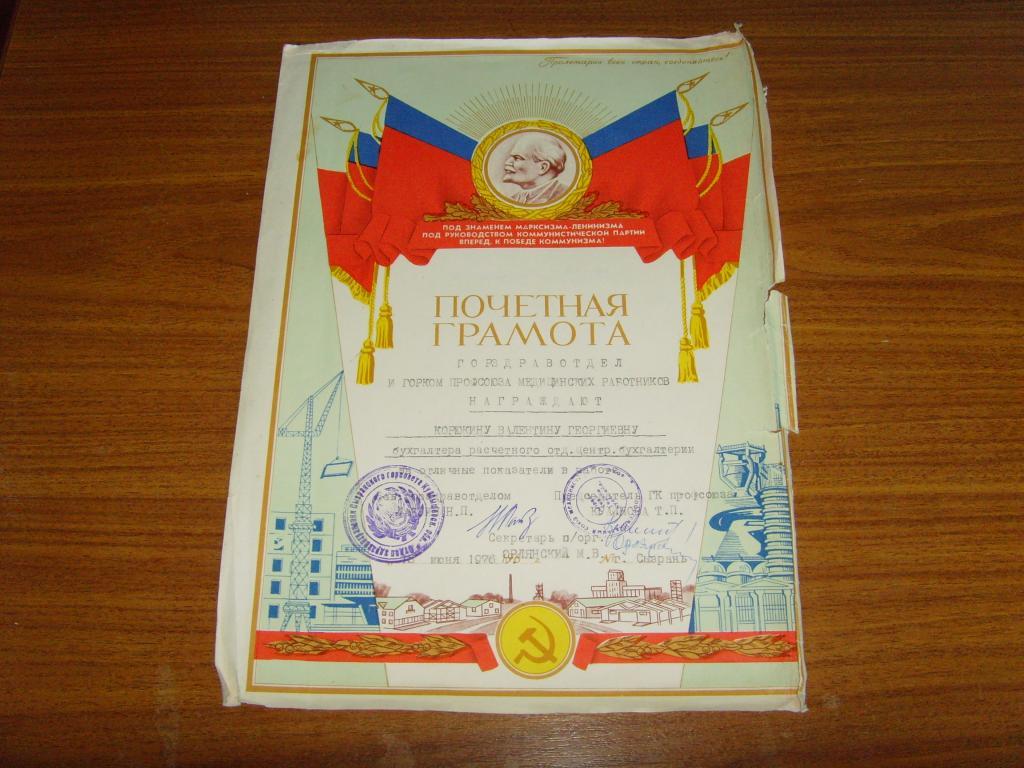 Пролетарии всех стран, соединяйтесь!
ПОД ЗНАМЕНЕМ МАРКСИЗМА-ЛЕНИНИЗМА
ПОД РУКОВОДСТВОМ КОММУНИСТИЧЕСКОЙ ПАРТИИ
ВПЕРЕД, К ПОБЕДЕ КОММУНИЗМА!
ПОЧЕТНАЯ
ГРАМОТА
ГОРЗДРАВОТДЕЛ
И ГОРКОМ ПРОФСОЮЗА МЕДИЦИНСКИХ РАБОТНИКОВ
НАГРАЖДАЮТ
ВАЛЕНТИНУ ГЕОРГИЕВНУ
бухгалтера расчетного отд.центр.бухгалтерии
отличные показатели в работе
ГК профсоюза
Т.П.
Секретарь п/орг.
ОРЛЯНСКИЙ М.В.
июня 1976 г. Сызрань